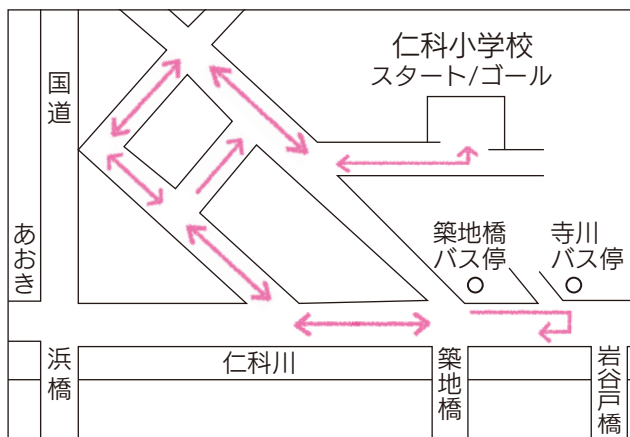 仁科小学校
スタート/ゴール
国道
あおき
築地橋
バス停
寺川
バス停
浜橋
仁科川
築地橋
岩谷戸橋